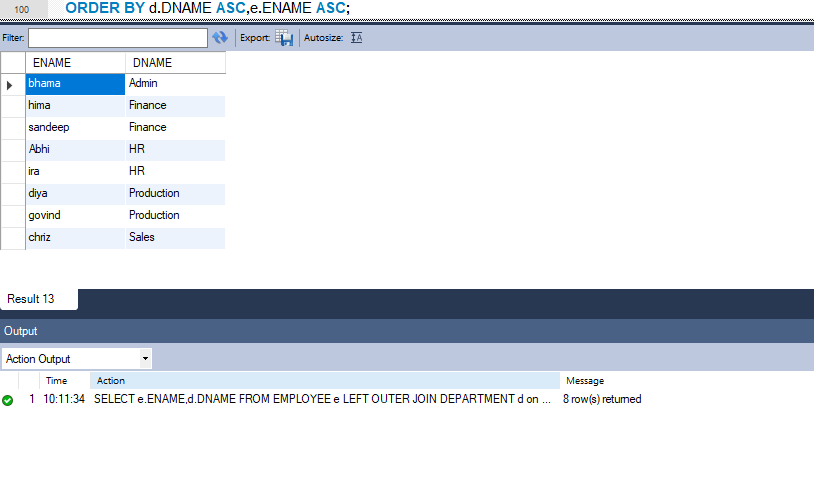 100 ORDER BY d.DNAME ASC,e.ENAME ASC;
Filter: Export: Autosize:
ENAME DNAME
bhama Admin
hima Finance
sandeep Finance
Abhi HR
ira HR
diya Production
govind Production
chriz Sales
Result 13
Output
Action Output
Time Action Message
1 10:11:34 SELECT e.ENAME,d.DNAME FROM EMPLOYEE e LEFT OUTER JOIN DEPARTMENT d on ... 8 row(s) returned